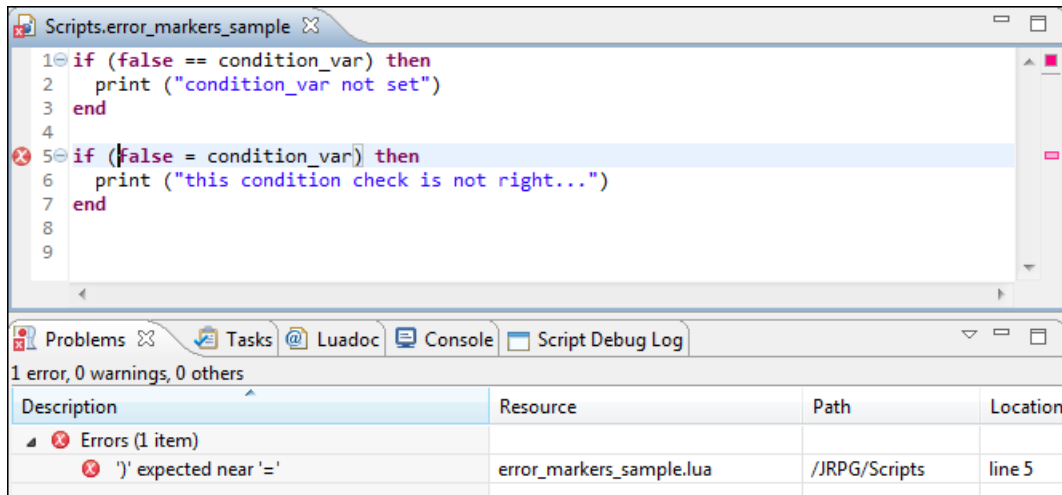 Scripts.error_markers_sample
1 if (false == condition_var) then
2 print ("condition_var not set")
3 end
4
5 if (false = condition_var) then
6 print ("this condition check is not right...")
7 end
8
9
Problems Tasks Luadoc Console Script Debug Log
1 error, 0 warnings, 0 others
Description Resource Path Location
Errors (1 item)
')' expected near '=' error_markers_sample.lua /JRPG/Scripts line 5